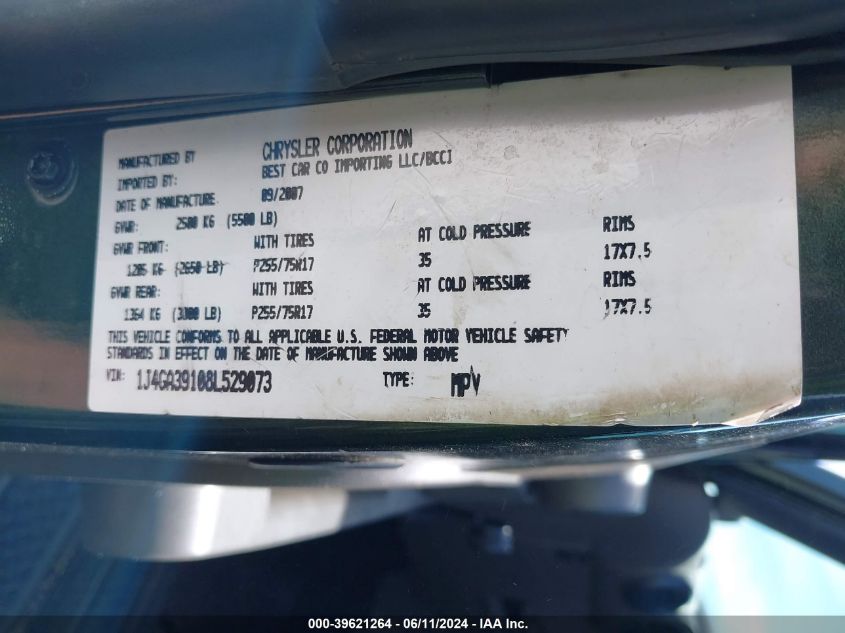 MANUFACTURED BY CHRYSLER CORPORATION
IMPORTED BY: BEST CAR CO IMPORTING LLC/BCCI
DATE OF MANUFACTURE: 09/2007
GVWR: 2500 KG (5500 LB)
GVWR FRONT: WITH TIRES AT COLD PRESSURE RIMS
1205 KG (2650 LB) P255/75R17 35 17X7.5
GVWR REAR: WITH TIRES AT COLD PRESSURE RIMS
1364 KG (3000 LB) P255/75R17 35 17X7.5
THIS VEHICLE CONFORMS TO ALL APPLICABLE U.S. FEDERAL MOTOR VEHICLE SAFETY
STANDARDS IN EFFECT ON THE DATE OF MANUFACTURE SHOWN ABOVE
VIN: 1J4GA39108L529073 TYPE: MPV
000-39621264 - 06/11/2024 - IAA Inc.